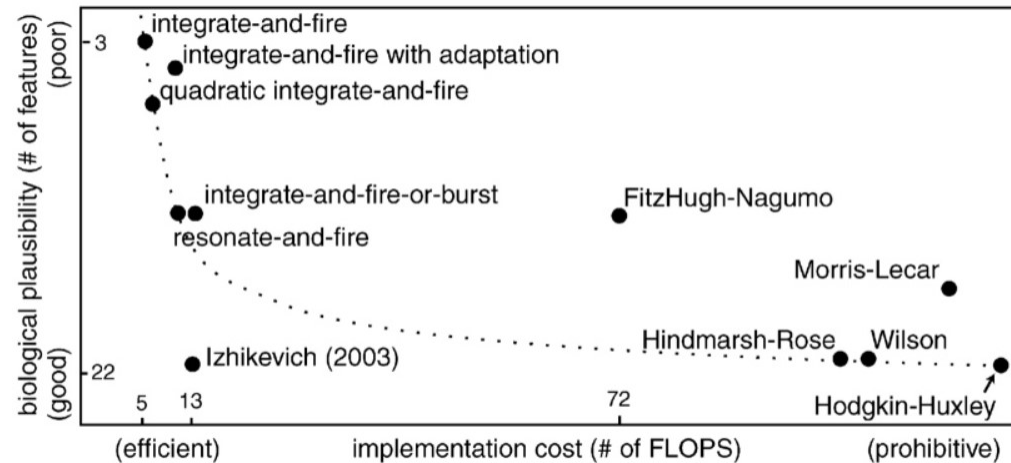 biological plausibility (# of features)
(poor)
(good)
3
22
integrate-and-fire
integrate-and-fire with adaptation
quadratic integrate-and-fire
integrate-and-fire-or-burst
resonate-and-fire
FitzHugh-Nagumo
Morris-Lecar
Hindmarsh-Rose
Wilson
Izhikevich (2003)
Hodgkin-Huxley
5
13
72
(efficient)
implementation cost (# of FLOPS)
(prohibitive)